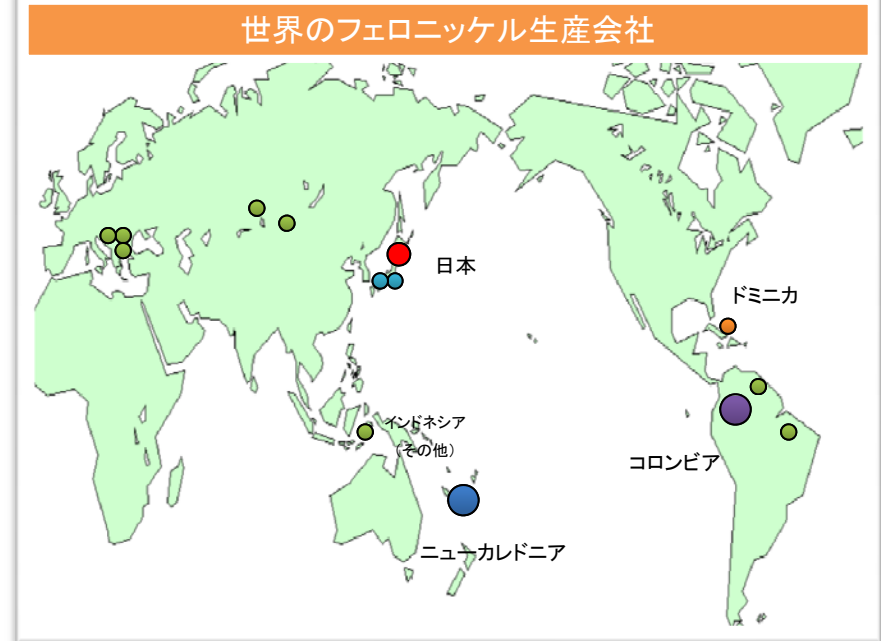 世界のフェロニッケル生産会社
日本
ドミニカ
インドネシア
（その他）
コロンビア
ニューカレドニア